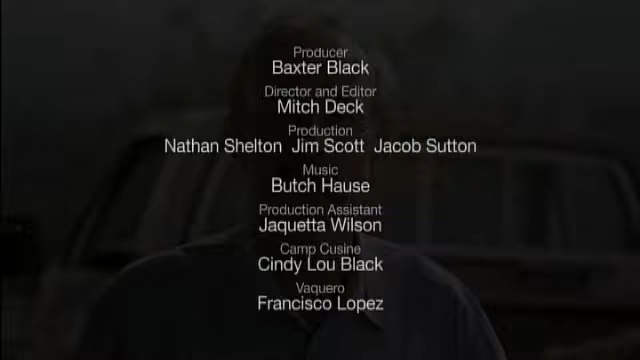 Producer
Baxter Black
Director and Editor
Mitch Deck
Production
Nathan Shelton  Jim Scott  Jacob Sutton
Music
Butch Hause
Production Assistant
Jaquetta Wilson
Camp Cusine
Cindy Lou Black
Vaquero
Francisco Lopez